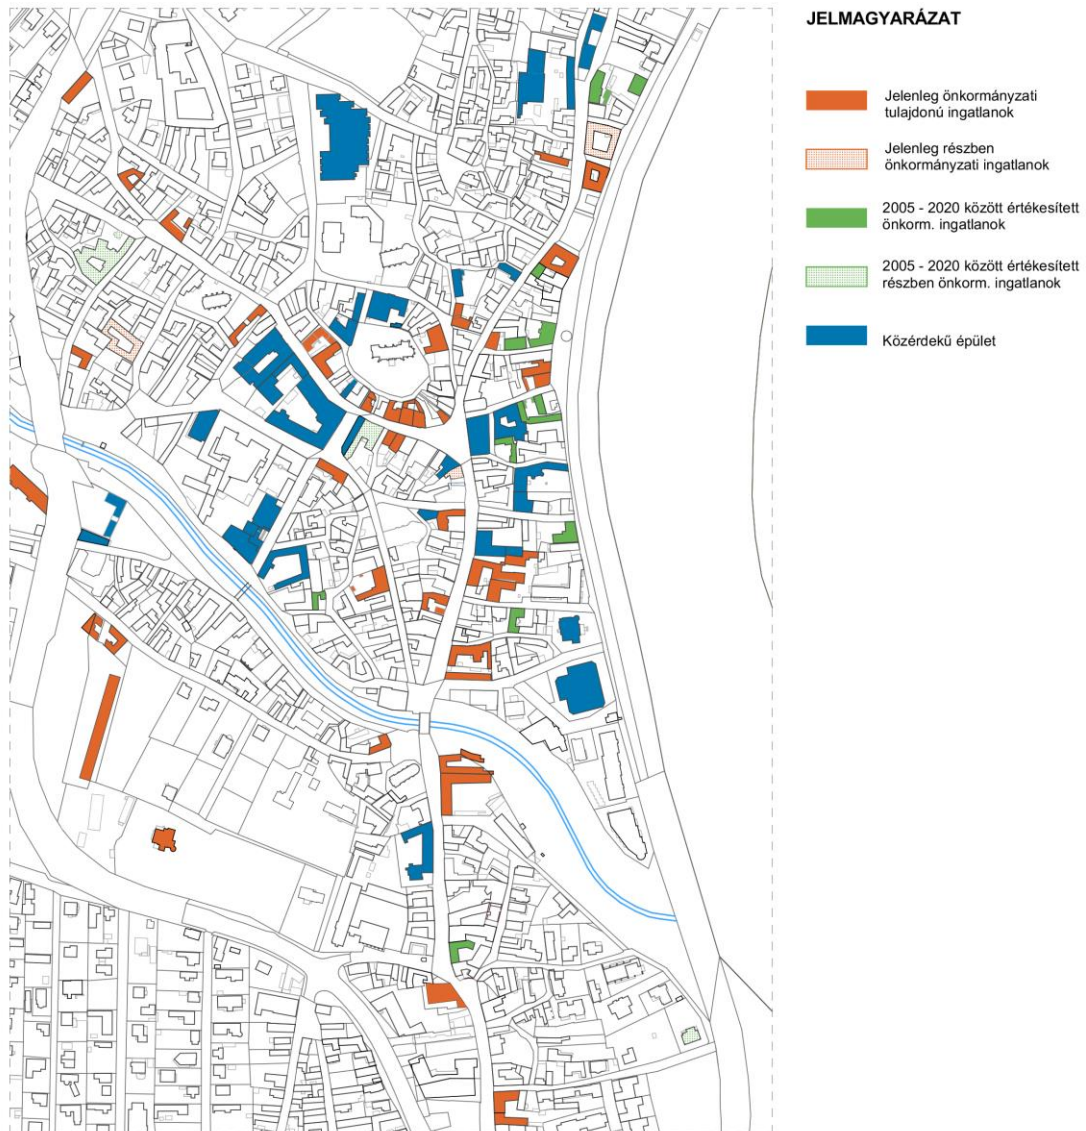 JELMAGYARÁZAT
Jelenleg önkormányzati
tulajdonú ingatlanok
Jelenleg részben
önkormányzati ingatlanok
2005 - 2020 között értékesített
önkorm. ingatlanok
2005 - 2020 között értékesített
részben önkorm. ingatlanok
Közérdekű épület